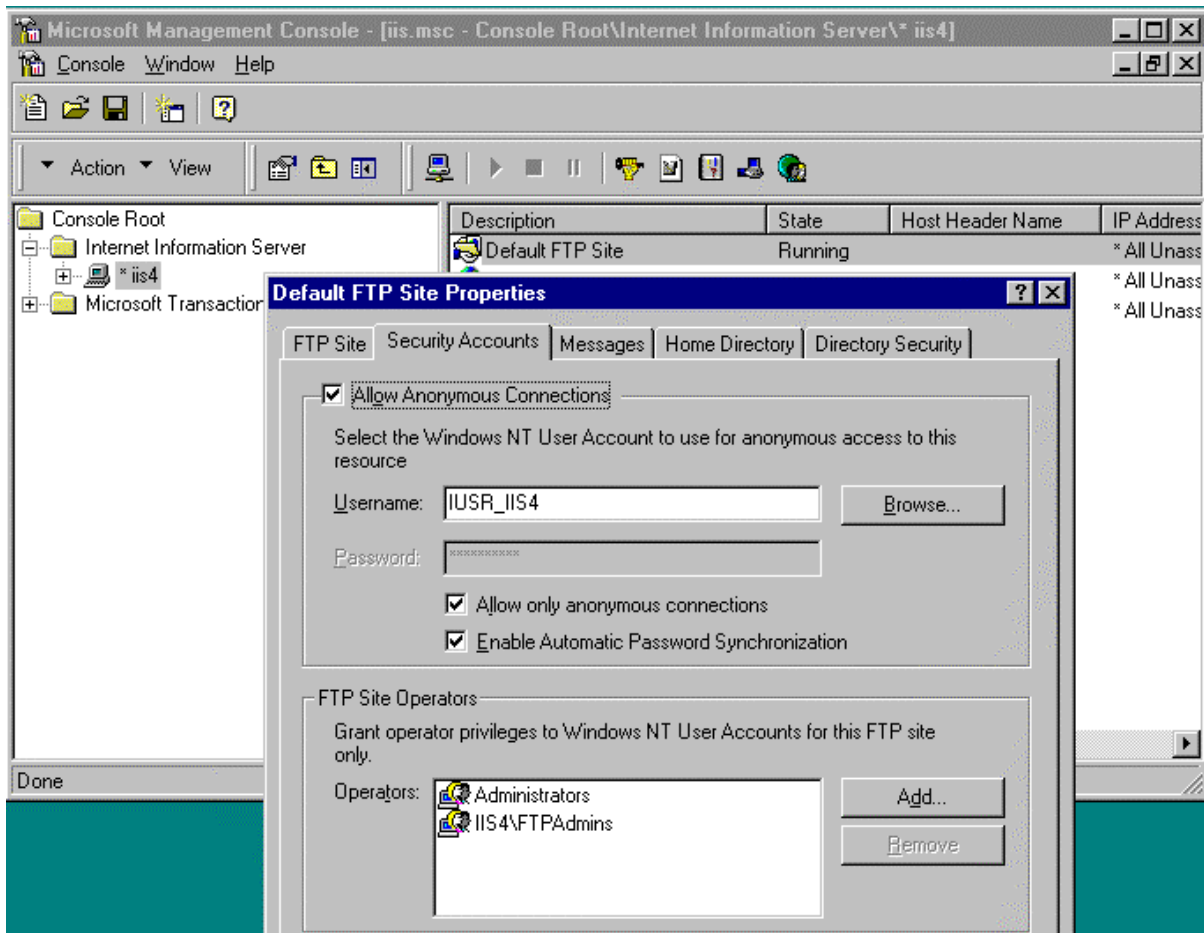 Microsoft Management Console - [iis.msc - Console Root\Internet Information Server\* iis4]
Console Window Help
Action View
Console Root
Internet Information Server
* iis4
Microsoft Transaction
Description State Host Header Name IP Address
Default FTP Site Running * All Unass
* All Unass
* All Unass
Default FTP Site Properties
FTP Site Security Accounts Messages Home Directory Directory Security
Allow Anonymous Connections
Select the Windows NT User Account to use for anonymous access to this
resource
Username: IUSR_IIS4 Browse...
Password: **********
Allow only anonymous connections
Enable Automatic Password Synchronization
FTP Site Operators
Grant operator privileges to Windows NT User Accounts for this FTP site
only.
Operators: Administrators Add...
IIS4\FTPAdmins
Remove
Done